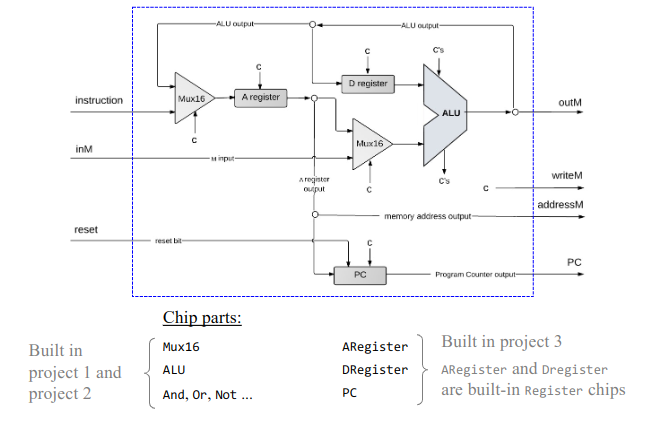 ALU output
ALU output
C
C
C's
D register
Mux16
A register
instruction
ALU
outM
C
Mux16
inM
M input
A register
output
C
C's
C
writeM
addressM
memory address output
reset
reset bit
C
PC
PC
Program Counter output
Chip parts:
Built in
project 1 and
project 2
Mux16
ALU
And, Or, Not ...
ARegister
DRegister
PC
Built in project 3
ARegister and Dregister
are built-in Register chips